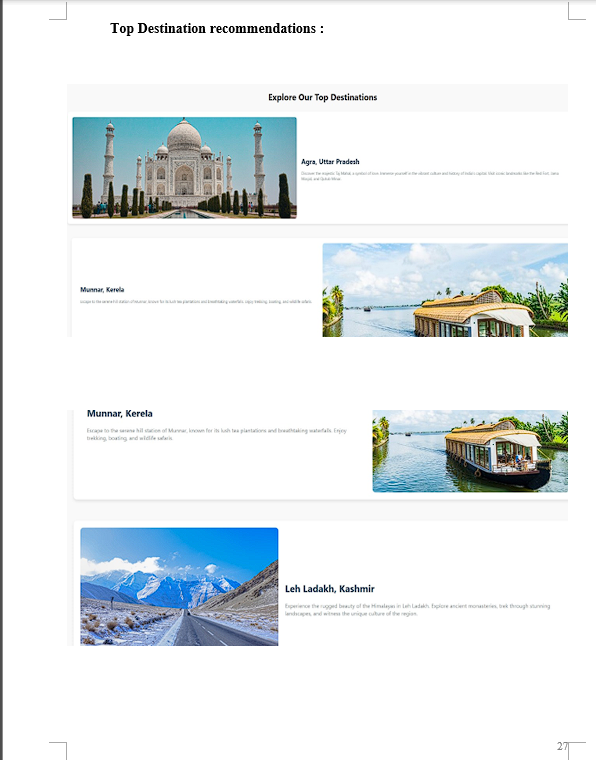 Top Destination recommendations :
Explore Our Top Destinations
Agra, Uttar Pradesh
Discover the majestic Taj Mahal, a symbol of love. Immerse yourself in the vibrant culture and history of India's capital. Visit iconic landmarks like the Red Fort, Jama
Masjid, and Qutub Minar.
Munnar, Kerela
Escape to the serene hill station of Munnar, known for its lush tea plantations and breathtaking waterfalls. Enjoy trekking, boating, and wildlife safaris.
Munnar, Kerela
Escape to the serene hill station of Munnar, known for its lush tea plantations and breathtaking waterfalls. Enjoy
trekking, boating, and wildlife safaris.
Leh Ladakh, Kashmir
Experience the rugged beauty of the Himalayas in Leh Ladakh. Explore ancient monasteries, trek through stunning
landscapes, and witness the unique culture of the region.
27